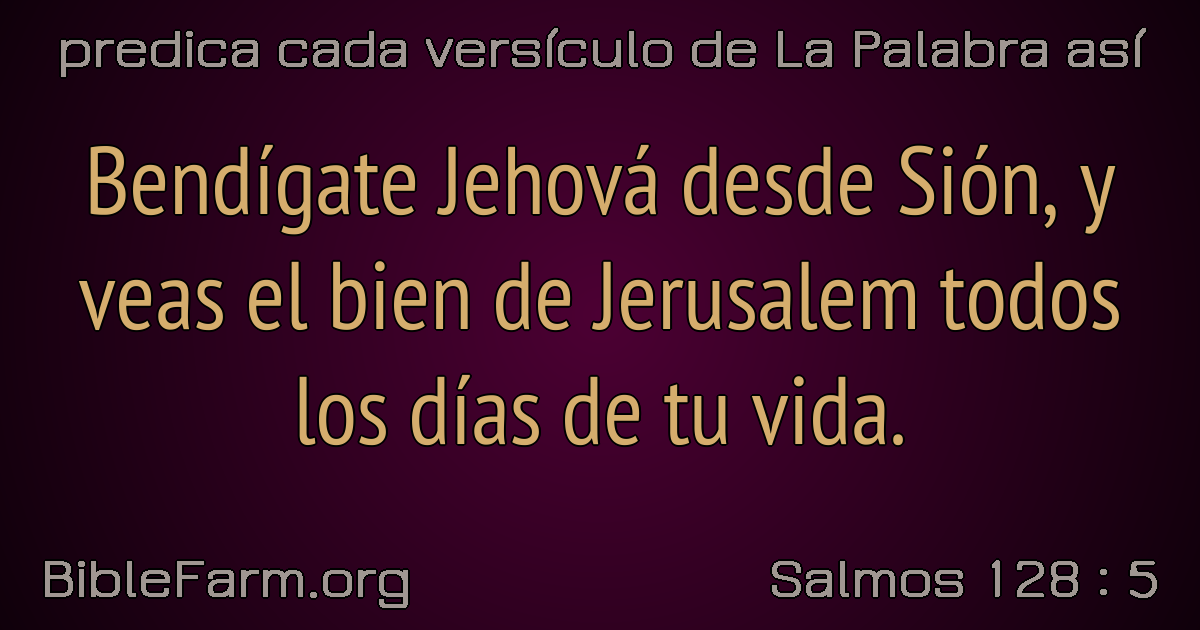 predica cada versículo de La Palabra así
Bendígate Jehová desde Sión, y
veas el bien de Jerusalem todos
los días de tu vida.
BibleFarm.org
Salmos 128 : 5